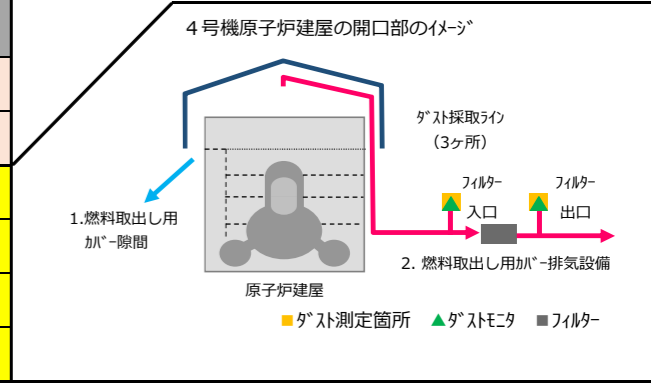 ４号機原子炉建屋の開口部のｲﾒｰｼﾞ
ﾀﾞｽﾄ採取ﾗｲﾝ
（3ヶ所）
ﾌｨﾙﾀｰ
入口
ﾌｨﾙﾀｰ
出口
1.燃料取出し用
ｶﾊﾞｰ隙間
2. 燃料取出し用ｶﾊﾞｰ排気設備
原子炉建屋
ﾀﾞｽﾄ測定箇所 ﾀﾞｽﾄﾓﾆﾀ ﾌｨﾙﾀｰ